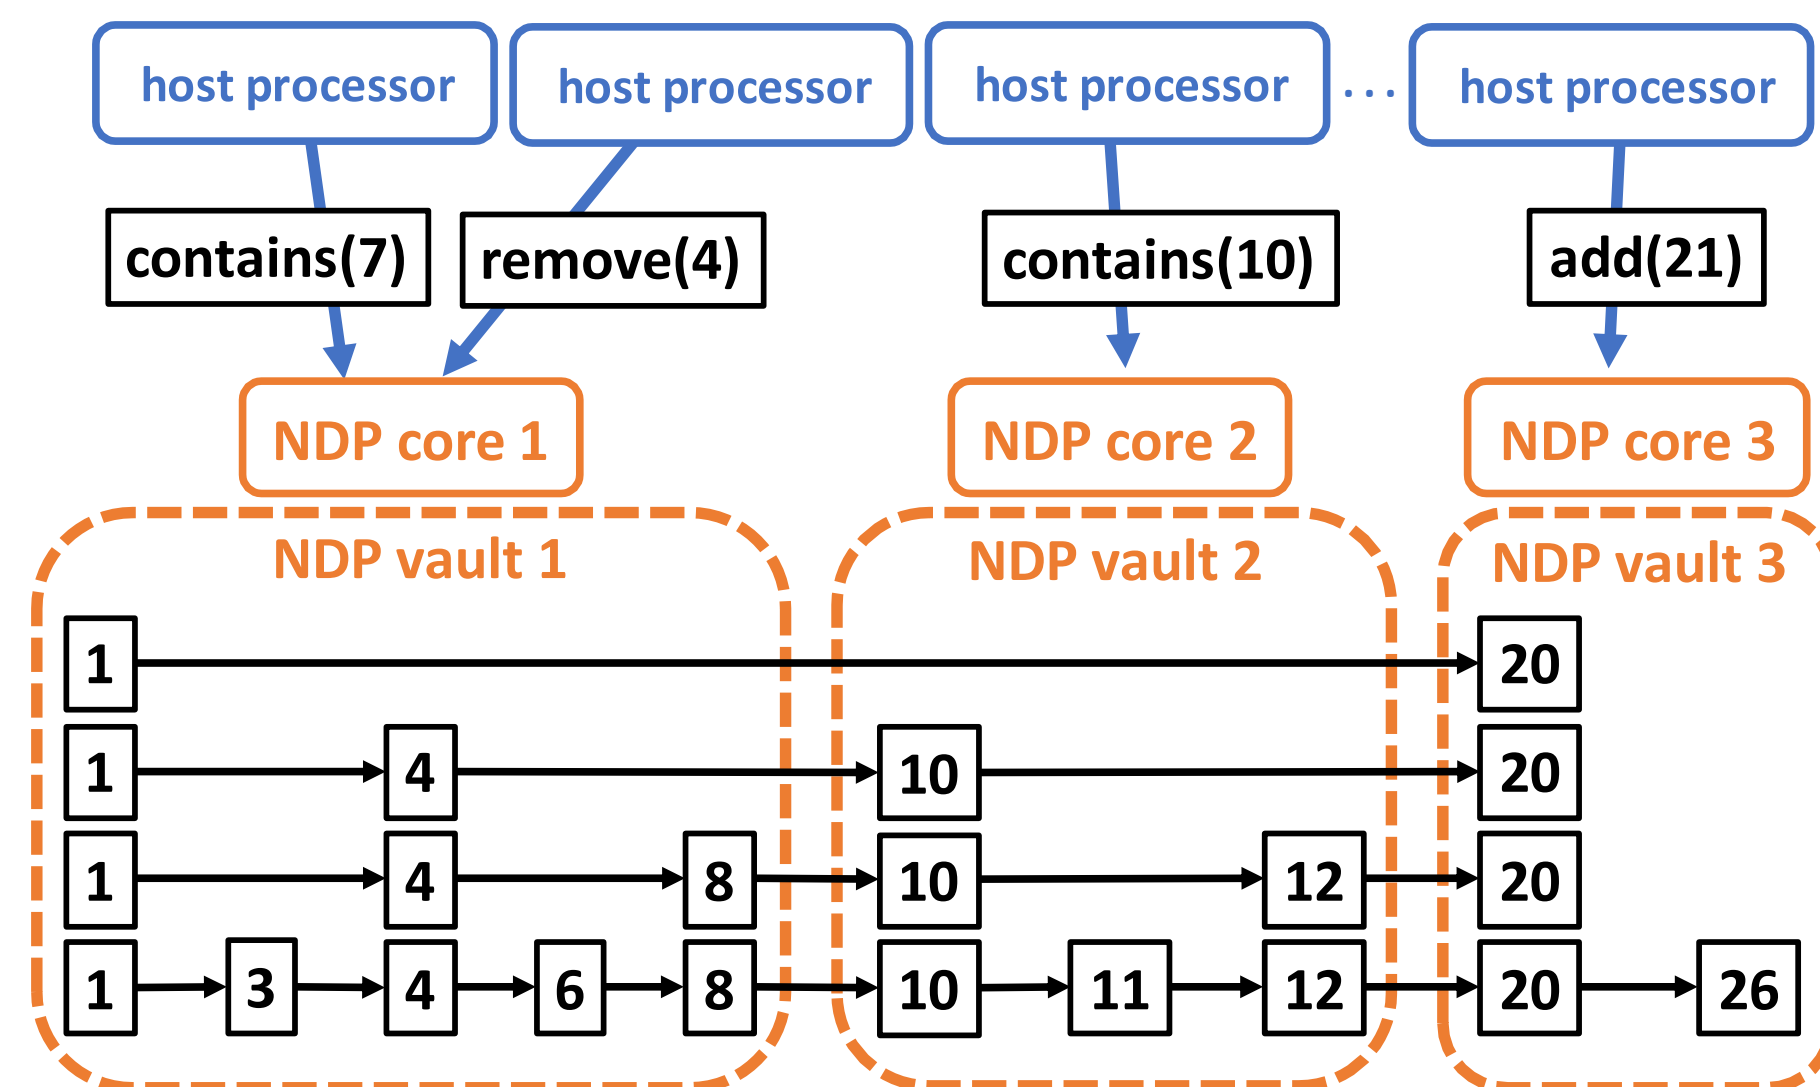 host processor host processor host processor ... host processor
contains(7) remove(4) contains(10) add(21)
NDP core 1 NDP core 2 NDP core 3
NDP vault 1 NDP vault 2 NDP vault 3
1 20
1 4 10 20
1 4 8 10 12 20
1 3 4 6 8 10 11 12 20 26